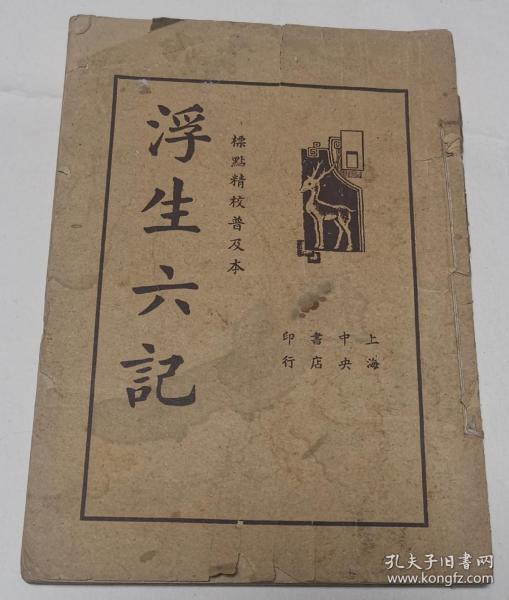 上海
中央
書店
印行
標點精校普及本
浮生六記
孔夫子旧书网
www.kongfz.com